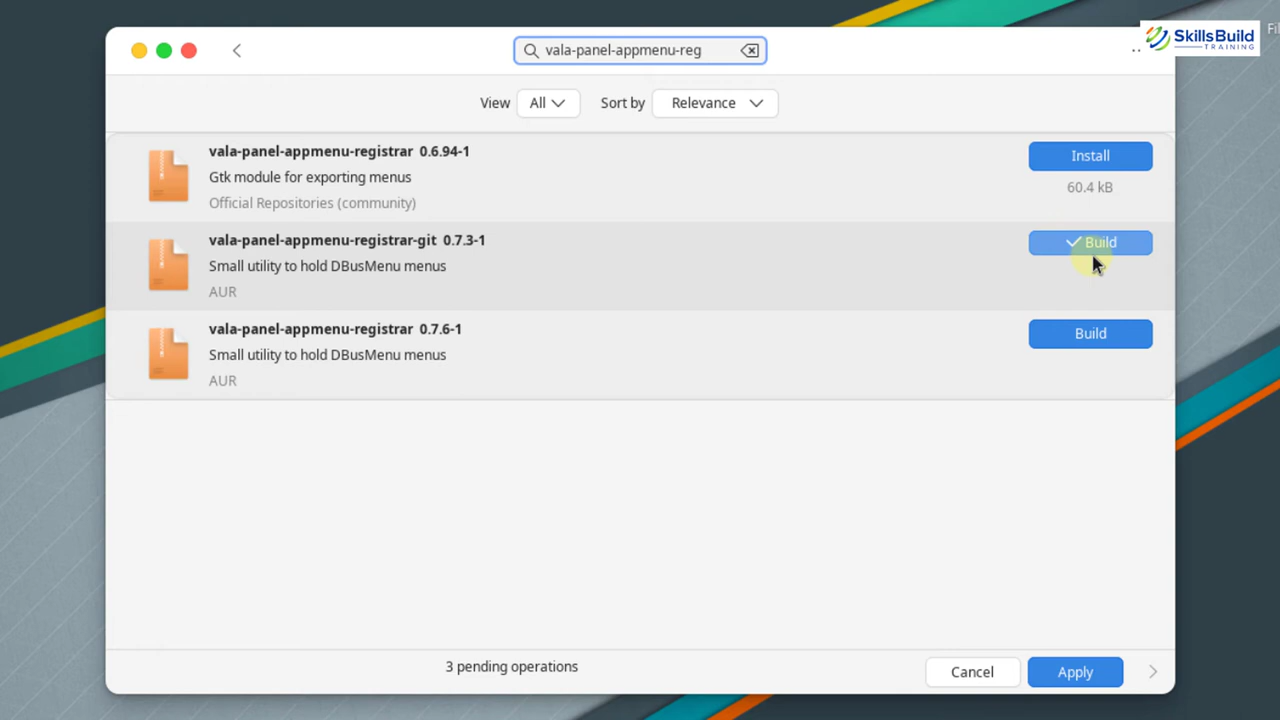 vala-panel-appmenu-reg
SkillsBuild
TRAINING
Fil
View All Sort by Relevance
vala-panel-appmenu-registrar 0.6.94-1
Install
Gtk module for exporting menus
60.4 kB
Official Repositories (community)
vala-panel-appmenu-registrar-git 0.7.3-1
Build
Small utility to hold DBusMenu menus
AUR
vala-panel-appmenu-registrar 0.7.6-1
Build
Small utility to hold DBusMenu menus
AUR
3 pending operations
Cancel
Apply